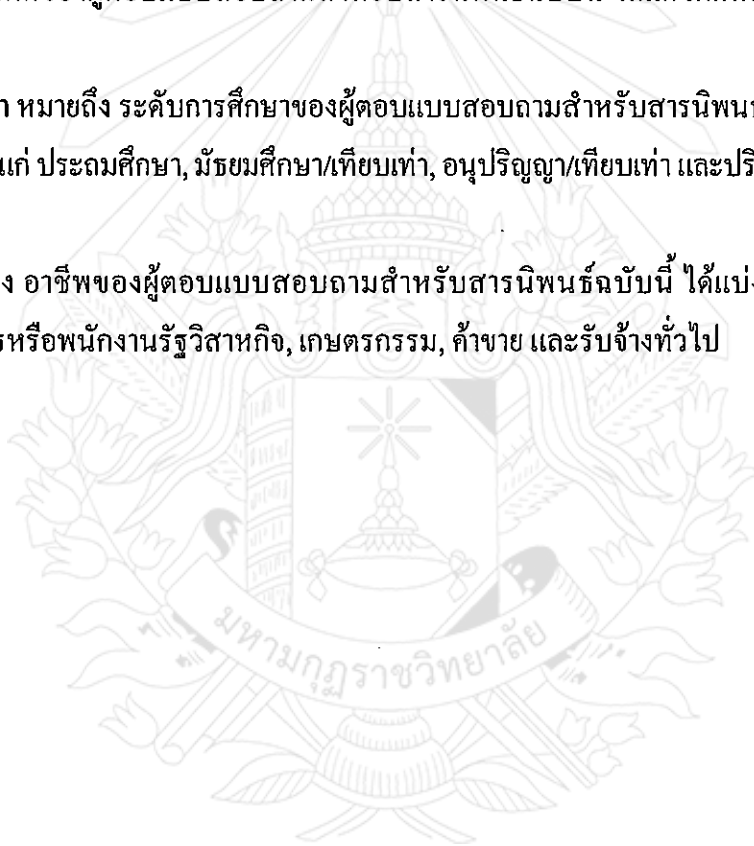 หมายถึง ระดับการศึกษาของผู้ตอบแบบสอบถามสำหรับสารนิพน
แก่ ประถมศึกษา, มัธยมศึกษา/เทียบเท่า, อนุปริญญา/เทียบเท่า และปริ
ง อาชีพของผู้ตอบแบบสอบถามสำหรับสารนิพนธ์ฉบับนี้ ได้แบ่ง
รหรือพนักงานรัฐวิสาหกิจ, เกษตรกรรม, ค้าขาย และรับจ้างทั่วไป
มหามกุฏราชวิทยาลัย